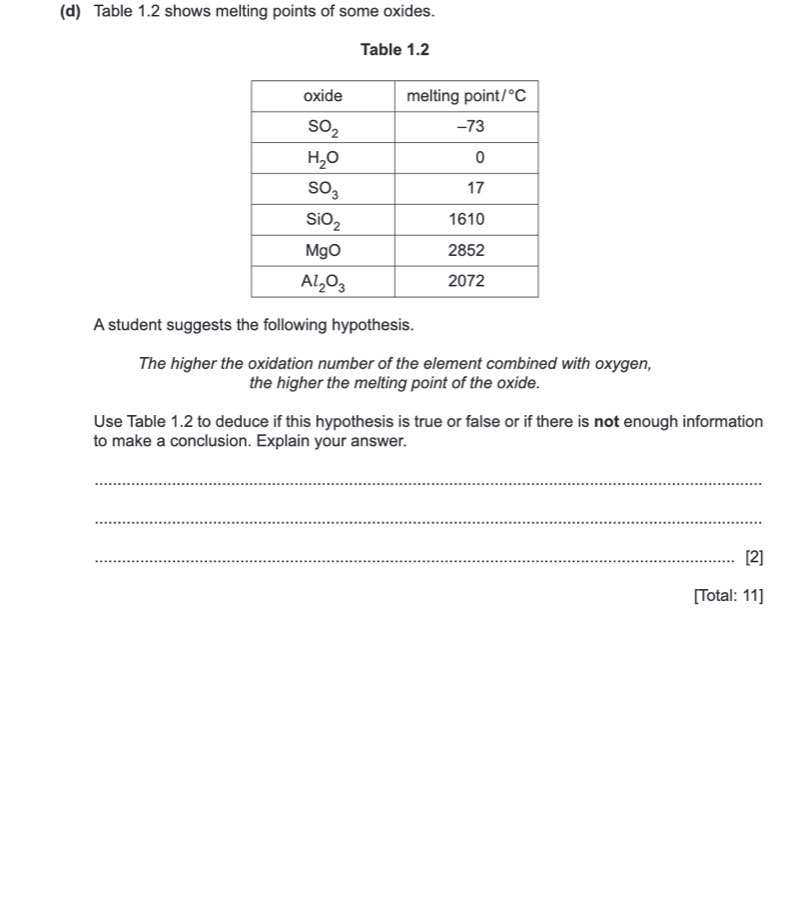 (d) Table 1.2 shows melting points of some oxides.
Table 1.2
oxide melting point/°C
SO₂ –73
H₂O 0
SO₃ 17
SiO₂ 1610
MgO 2852
Al₂O₃ 2072
A student suggests the following hypothesis.
The higher the oxidation number of the element combined with oxygen,
the higher the melting point of the oxide.
Use Table 1.2 to deduce if this hypothesis is true or false or if there is not enough information
to make a conclusion. Explain your answer.
[2]
[Total: 11]